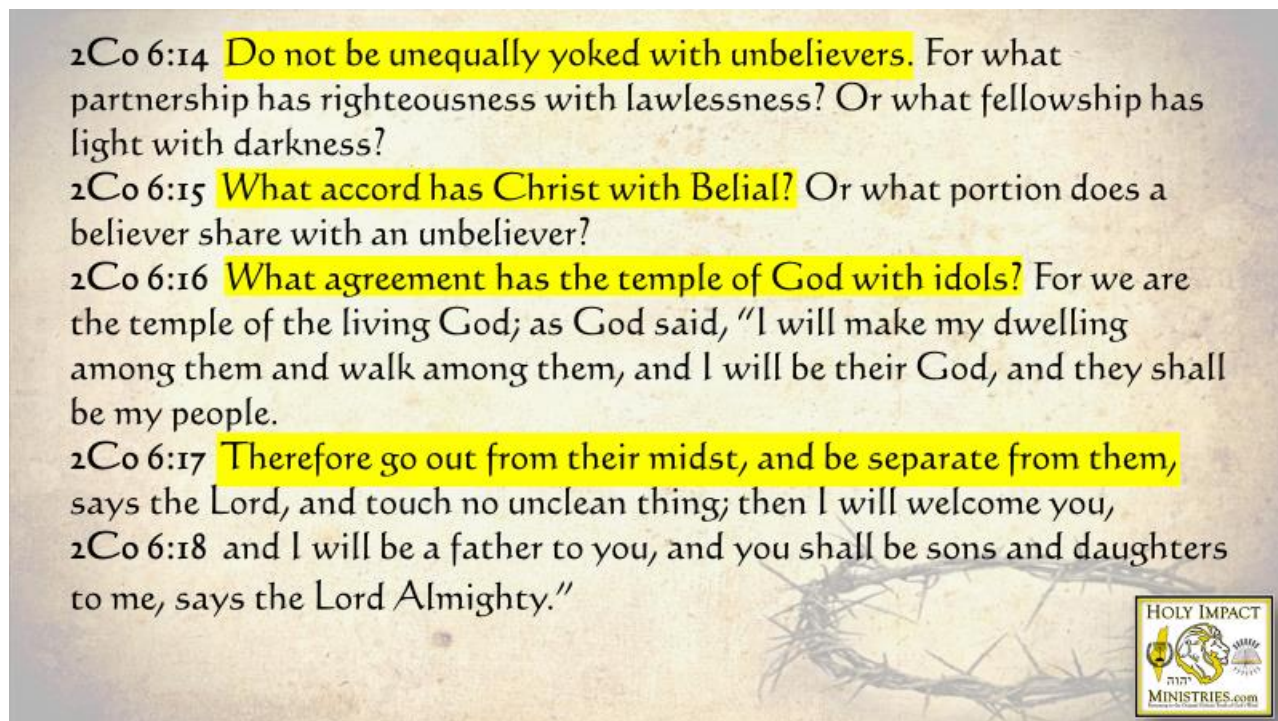 2Co 6:14 Do not be unequally yoked with unbelievers. For what
partnership has righteousness with lawlessness? Or what fellowship has
light with darkness?
2Co 6:15 What accord has Christ with Belial? Or what portion does a
believer share with an unbeliever?
2Co 6:16 What agreement has the temple of God with idols? For we are
the temple of the living God; as God said, “I will make my dwelling
among them and walk among them, and I will be their God, and they shall
be my people.
2Co 6:17 Therefore go out from their midst, and be separate from them,
says the Lord, and touch no unclean thing; then I will welcome you,
2Co 6:18 and I will be a father to you, and you shall be sons and daughters
to me, says the Lord Almighty.”
HOLY IMPACT
יהוה
MINISTRIES.com